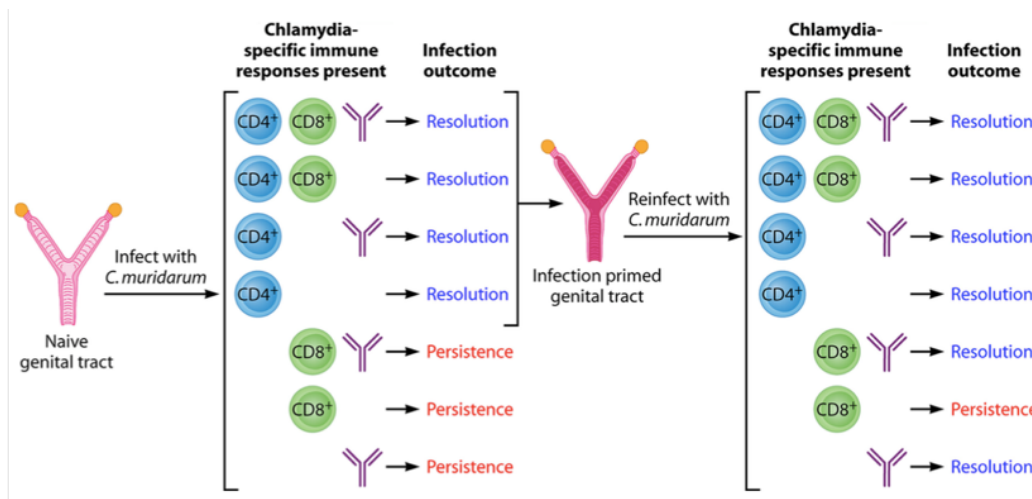 Chlamydia-
specific immune
responses present
Infection
outcome
CD4+ CD8+ Resolution
CD4+ CD8+ Resolution
CD4+ Resolution
CD4+ Resolution
CD8+ Persistence
CD8+ Persistence
Persistence
Naive
genital tract
Infect with
C. muridarum
Infection primed
genital tract
Reinfect with
C. muridarum
Chlamydia-
specific immune
responses present
Infection
outcome
CD4+ CD8+ Resolution
CD4+ CD8+ Resolution
CD4+ Resolution
CD4+ Resolution
CD8+ Resolution
CD8+ Persistence
Resolution